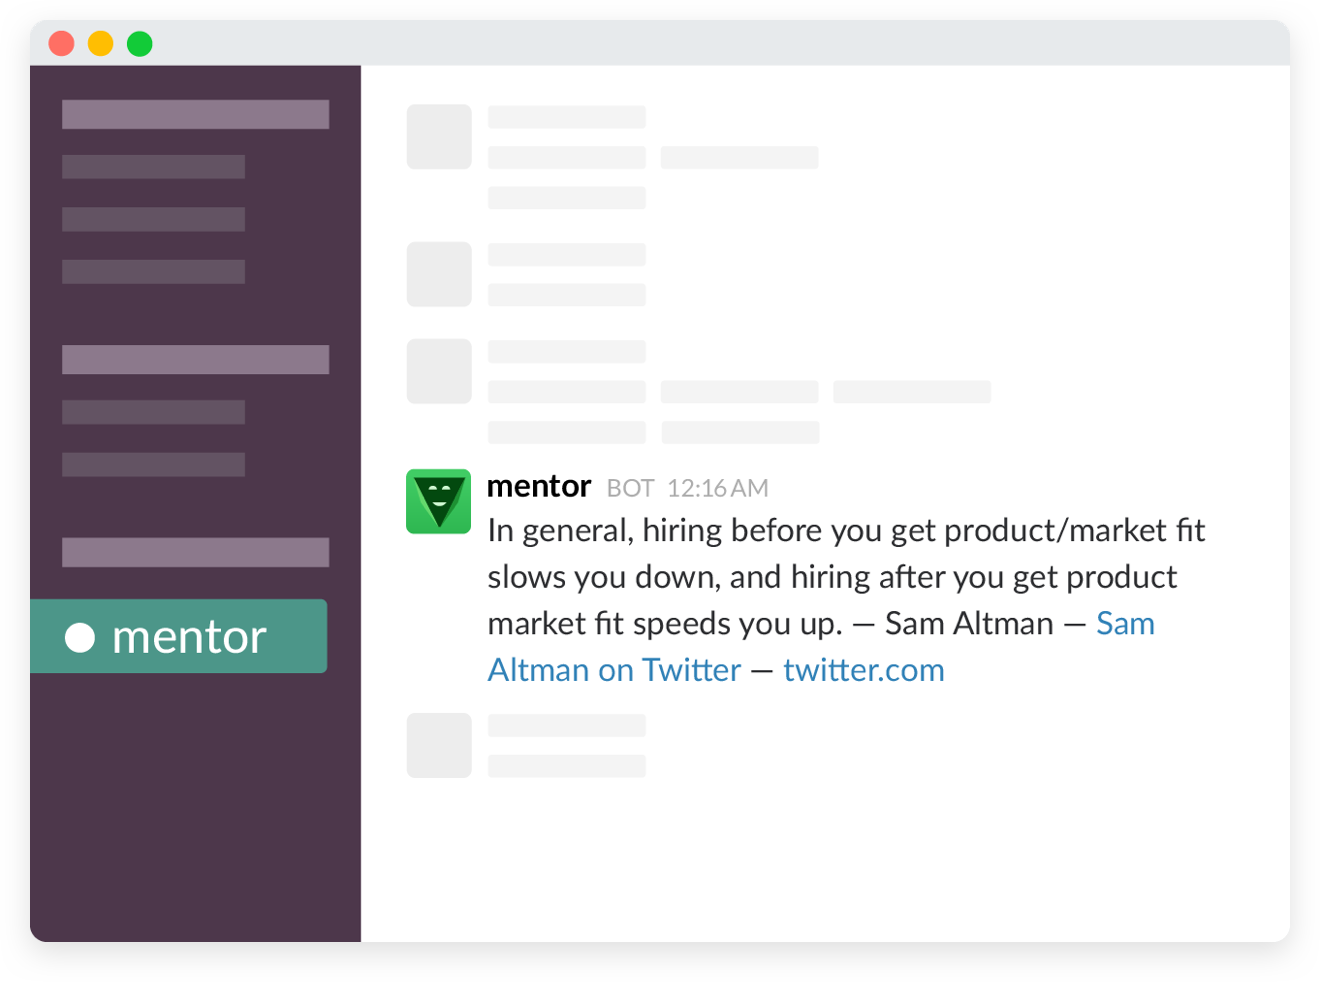 mentor BOT 12:16 AM
In general, hiring before you get product/market fit
slows you down, and hiring after you get product
market fit speeds you up. — Sam Altman — Sam
Altman on Twitter — twitter.com
mentor